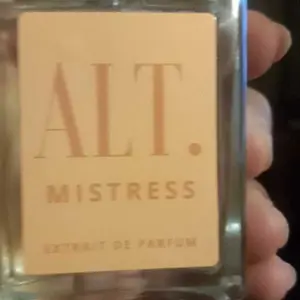 ALT.
MISTRESS
EXTRAIT DE PARFUM